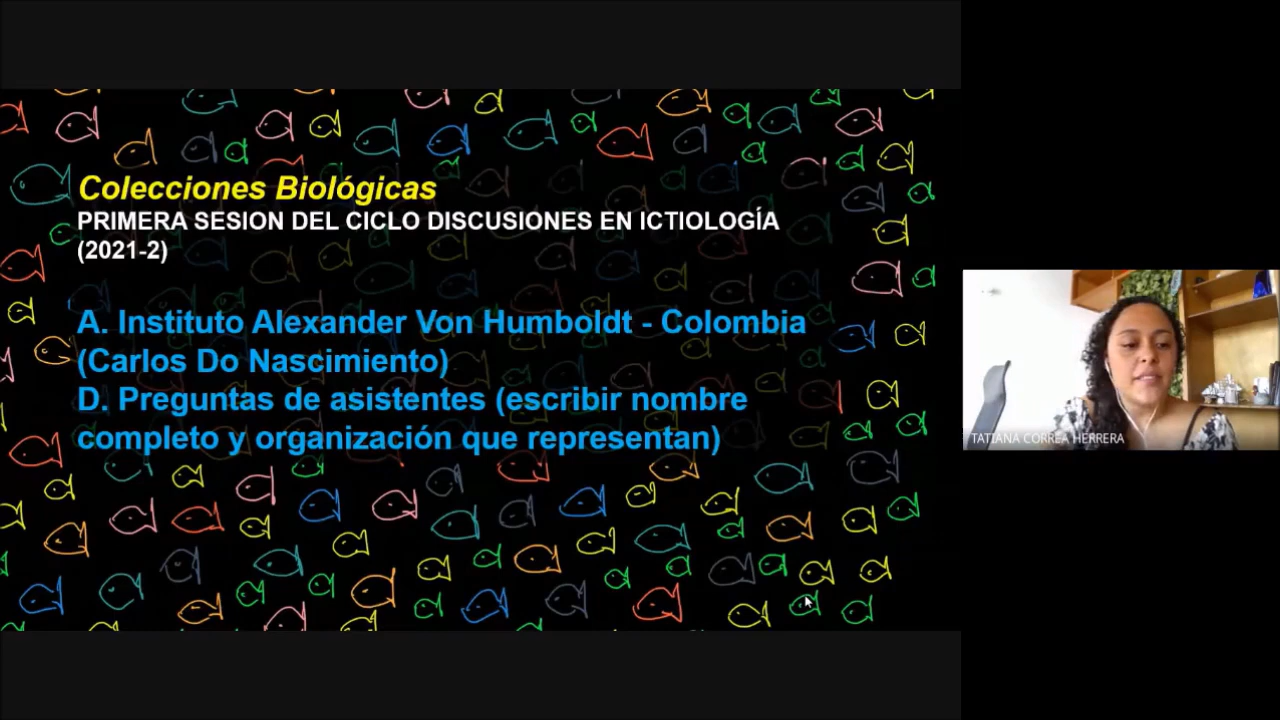 Colecciones Biológicas
PRIMERA SESION DEL CICLO DISCUSIONES EN ICTIOLOGÍA
(2021-2)
A. Instituto Alexander Von Humboldt - Colombia
(Carlos Do Nascimiento)
D. Preguntas de asistentes (escribir nombre
completo y organización que representan)
TATIANA CORREA HERRERA